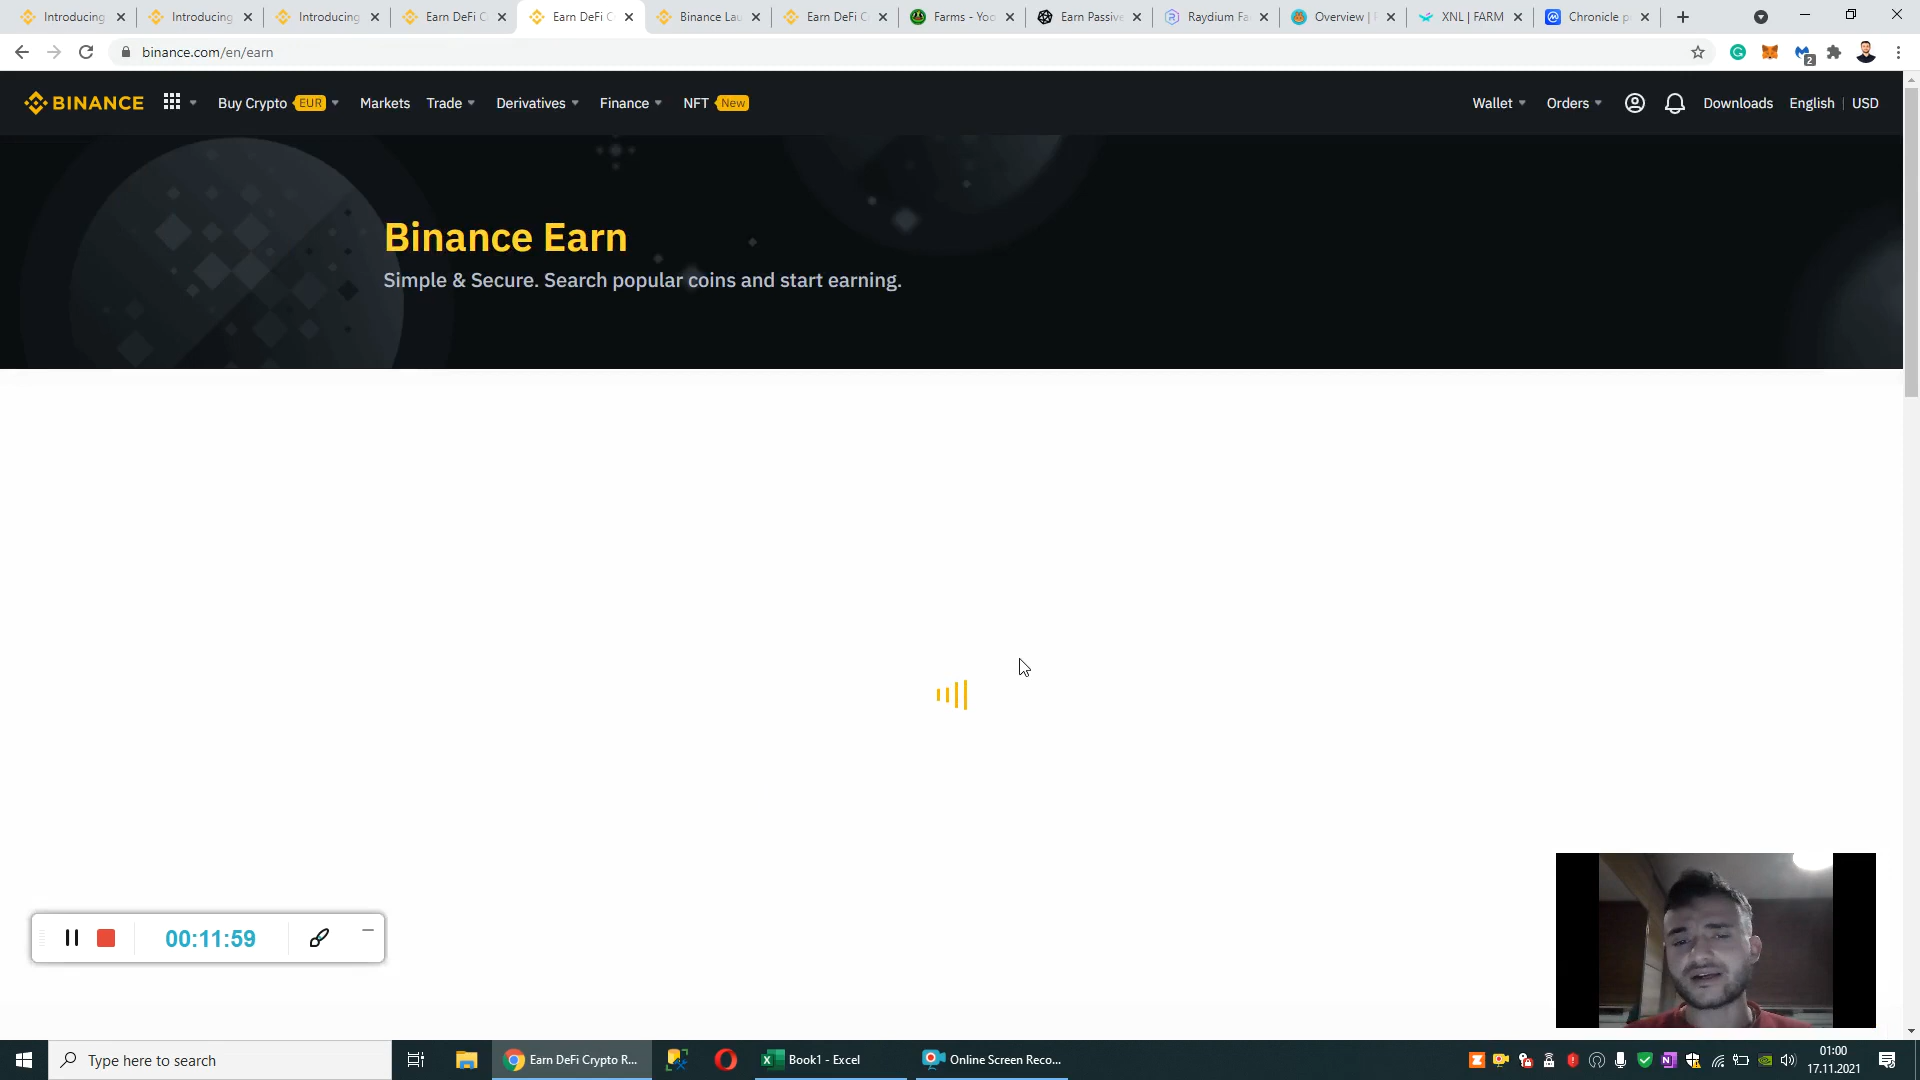 Introducing
Introducing
Introducing
Earn DeFi C
Earn DeFi C
Binance Lau
Earn DeFi C
Farms - Yoo
Earn Passive
Raydium Fa
Overview |
XNL | FARM
Chronicle p
binance.com/en/earn
2
BINANCE
Buy Crypto EUR
Markets
Trade
Derivatives
Finance
NFT New
Wallet
Orders
Downloads
English | USD
Binance Earn
Simple & Secure. Search popular coins and start earning.
00:11:59
Type here to search
Earn DeFi Crypto R...
Book1 - Excel
Online Screen Reco...
01:00
17.11.2021